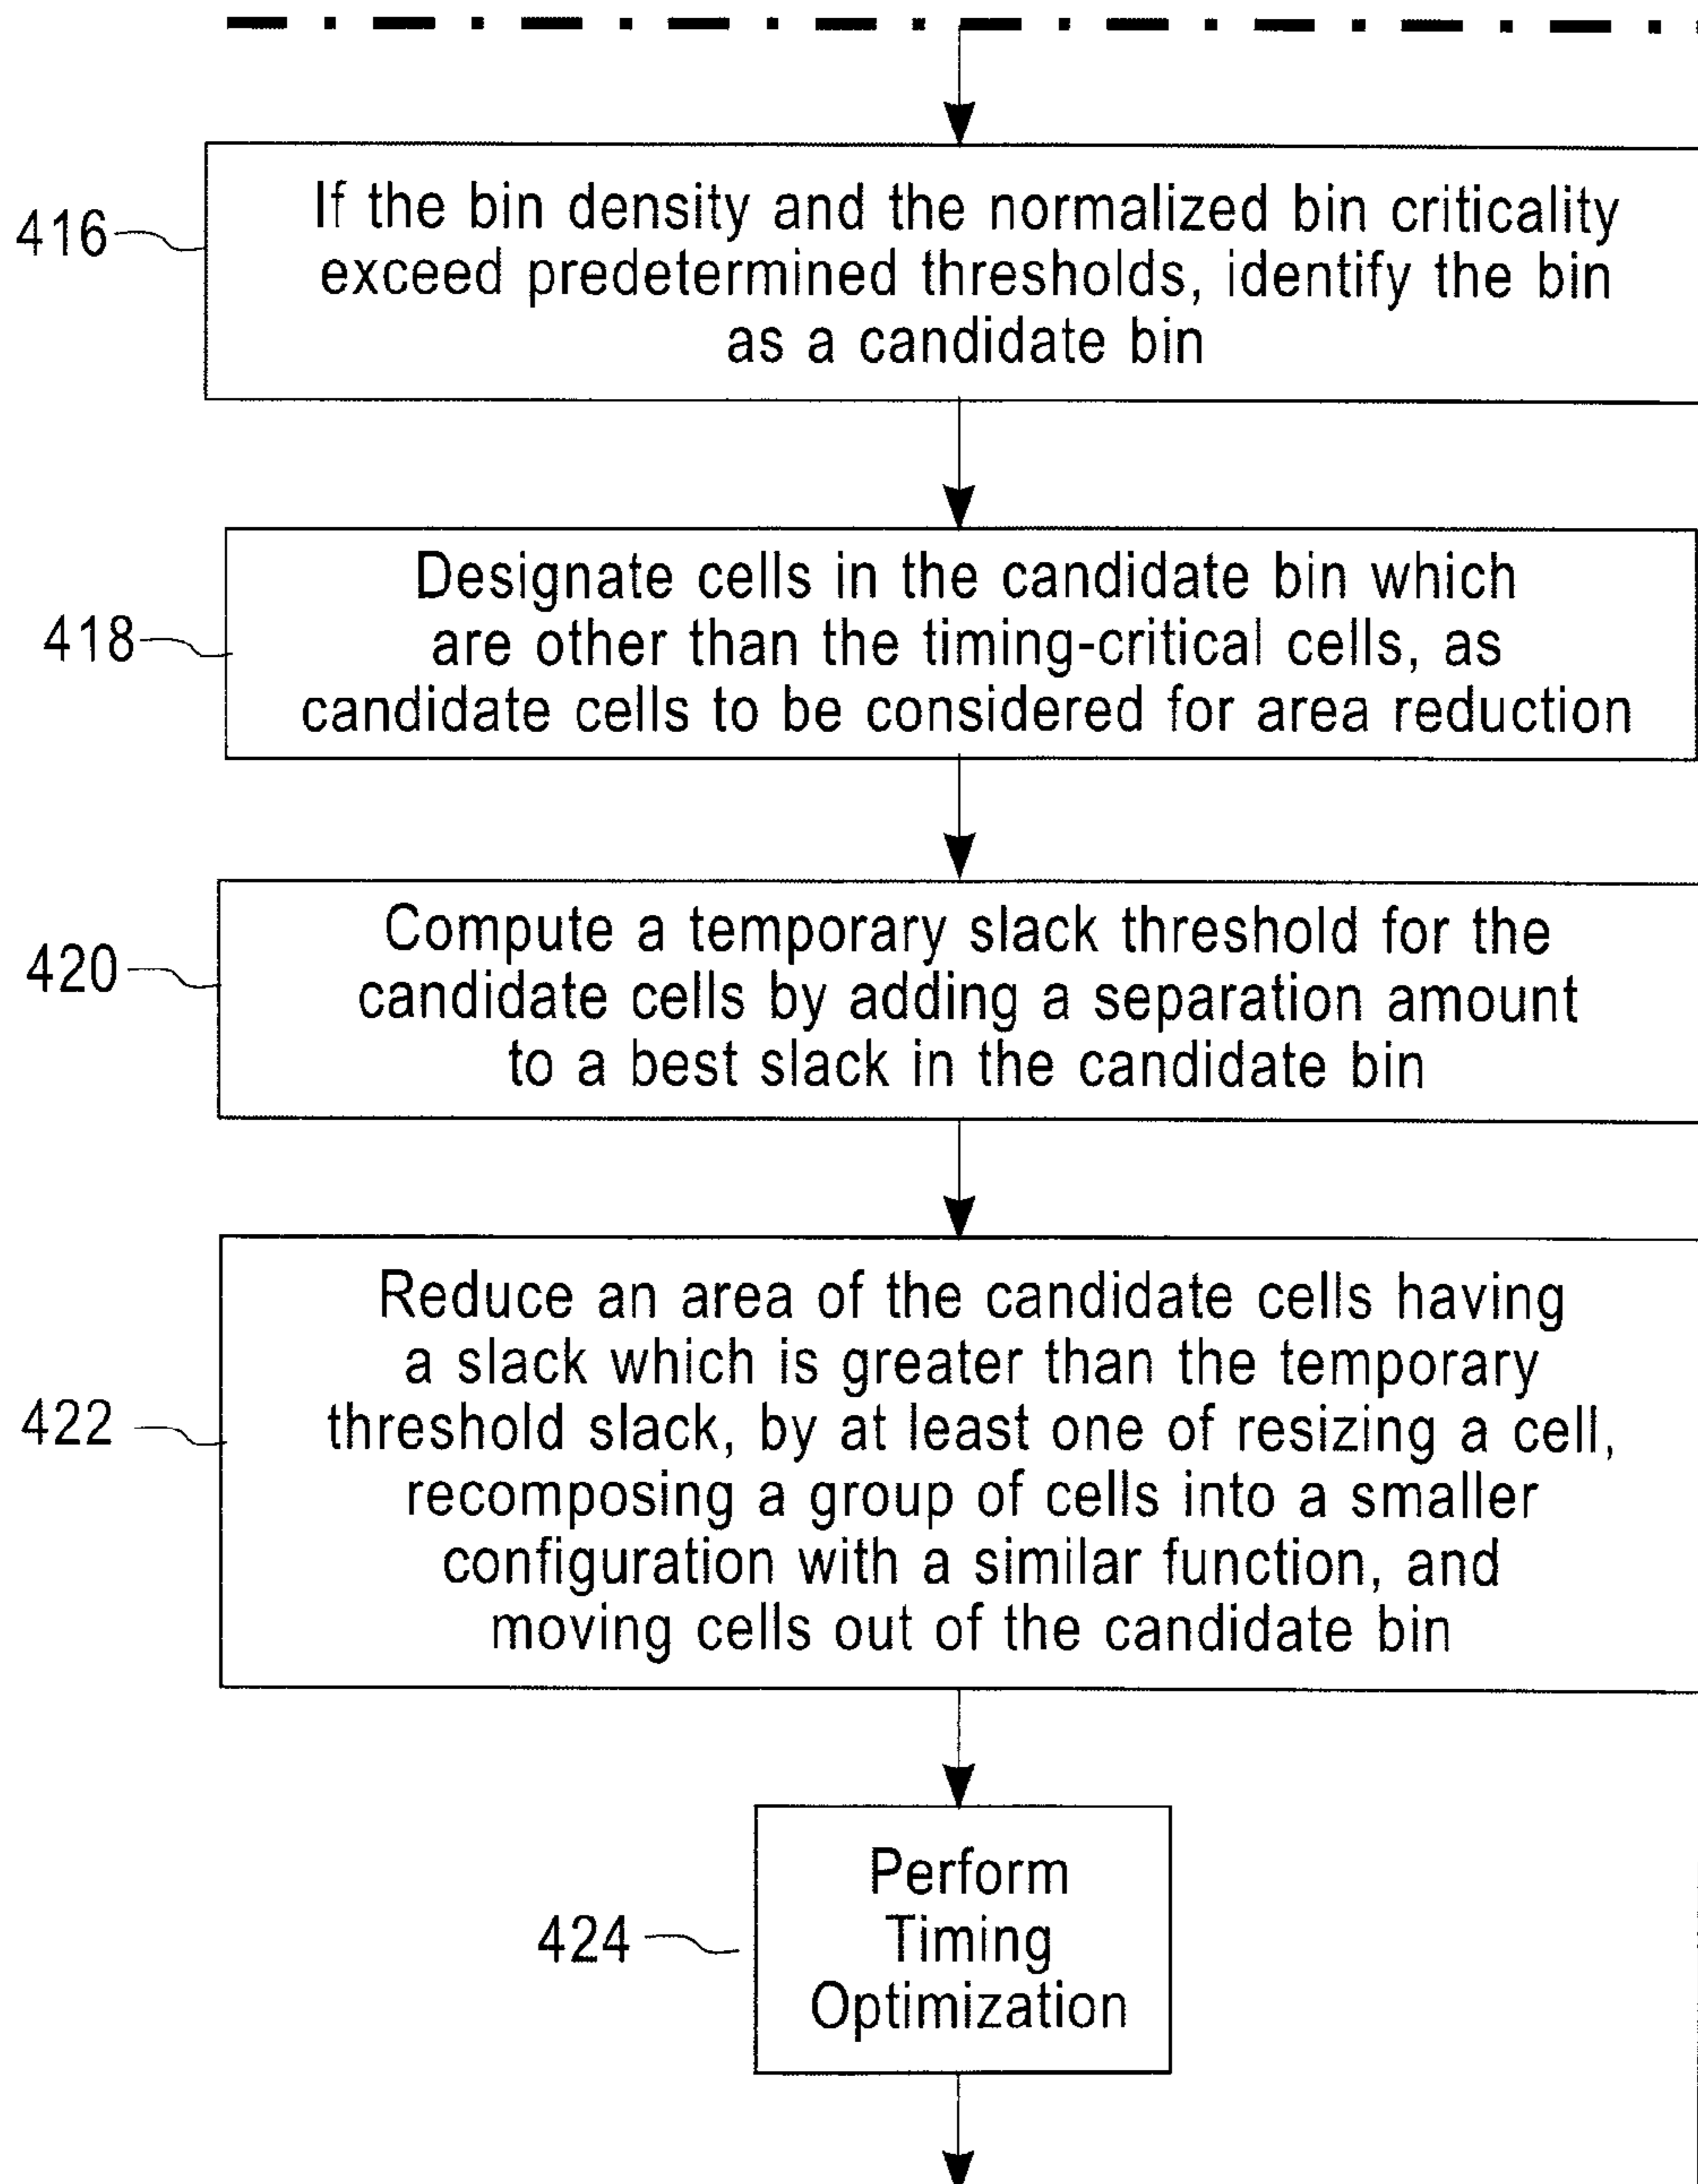 416
If the bin density and the normalized bin criticality
exceed predetermined thresholds, identify the bin
as a candidate bin
418
Designate cells in the candidate bin which
are other than the timing-critical cells, as
candidate cells to be considered for area reduction
420
Compute a temporary slack threshold for the
candidate cells by adding a separation amount
to a best slack in the candidate bin
422
Reduce an area of the candidate cells having
a slack which is greater than the temporary
threshold slack, by at least one of resizing a cell,
recomposing a group of cells into a smaller
configuration with a similar function, and
moving cells out of the candidate bin
424
Perform
Timing
Optimization